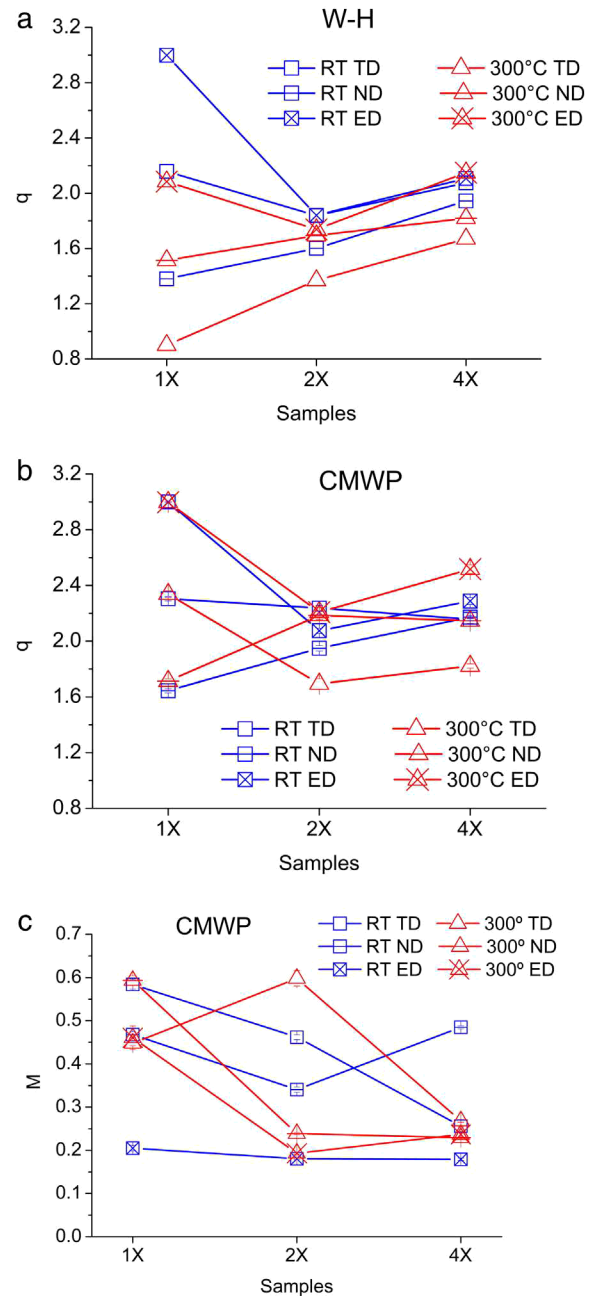 a
W-H
3.2
2.8
2.4
2.0
1.6
1.2
0.8
q
RT TD
RT ND
RT ED
300°C TD
300°C ND
300°C ED
1X
2X
4X
Samples
b
CMWP
3.2
2.8
2.4
2.0
1.6
1.2
0.8
q
RT TD
RT ND
RT ED
300°C TD
300°C ND
300°C ED
1X
2X
4X
Samples
c
CMWP
0.7
0.6
0.5
0.4
0.3
0.2
0.1
0.0
M
RT TD
RT ND
RT ED
300º TD
300º ND
300º ED
1X
2X
4X
Samples